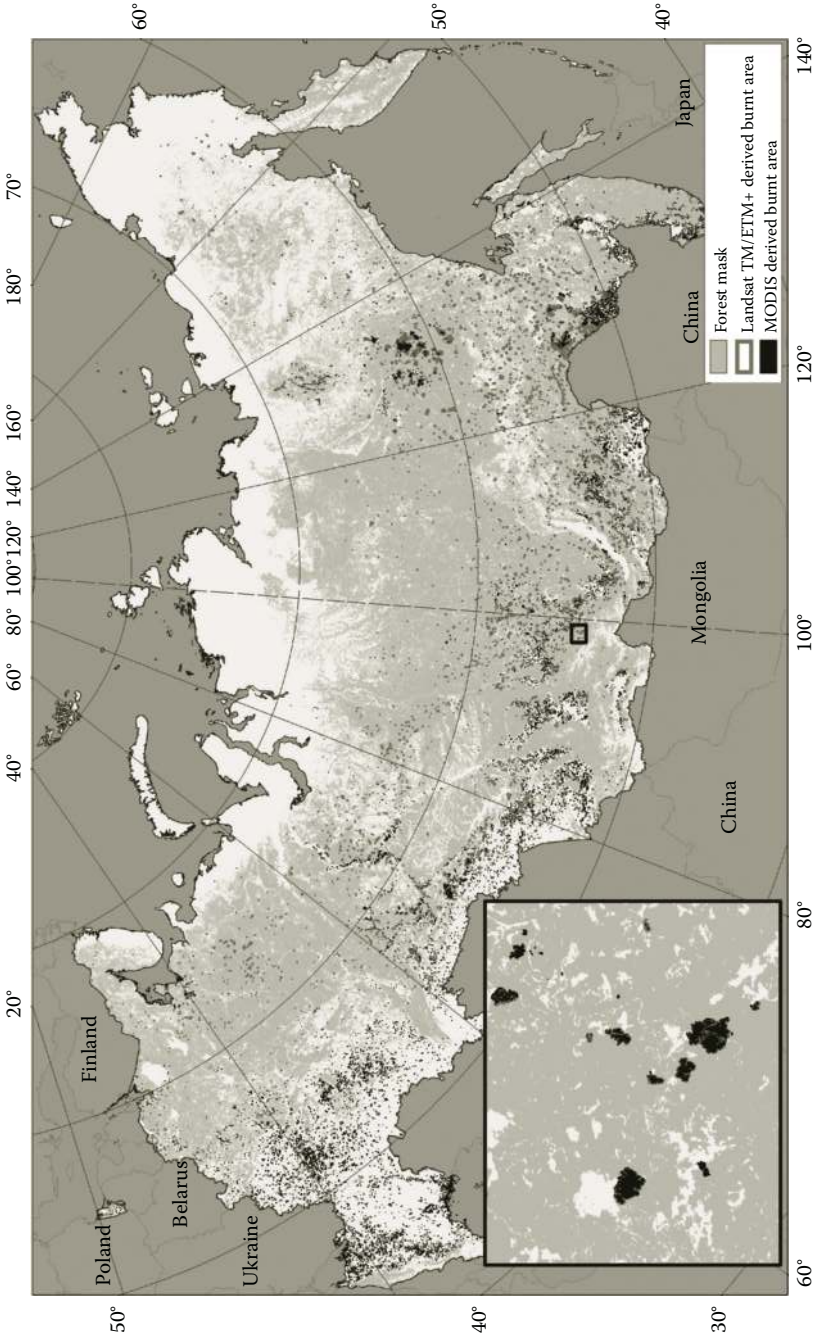 20°
40°
60°
80°
100°
120°
140°
160°
180°
70°
60°
50°
50°
40°
40°
30°
60°
80°
100°
120°
140°
Finland
Poland
Belarus
Ukraine
China
Mongolia
China
Japan
Forest mask
Landsat TM/ETM+ derived burnt area
MODIS derived burnt area